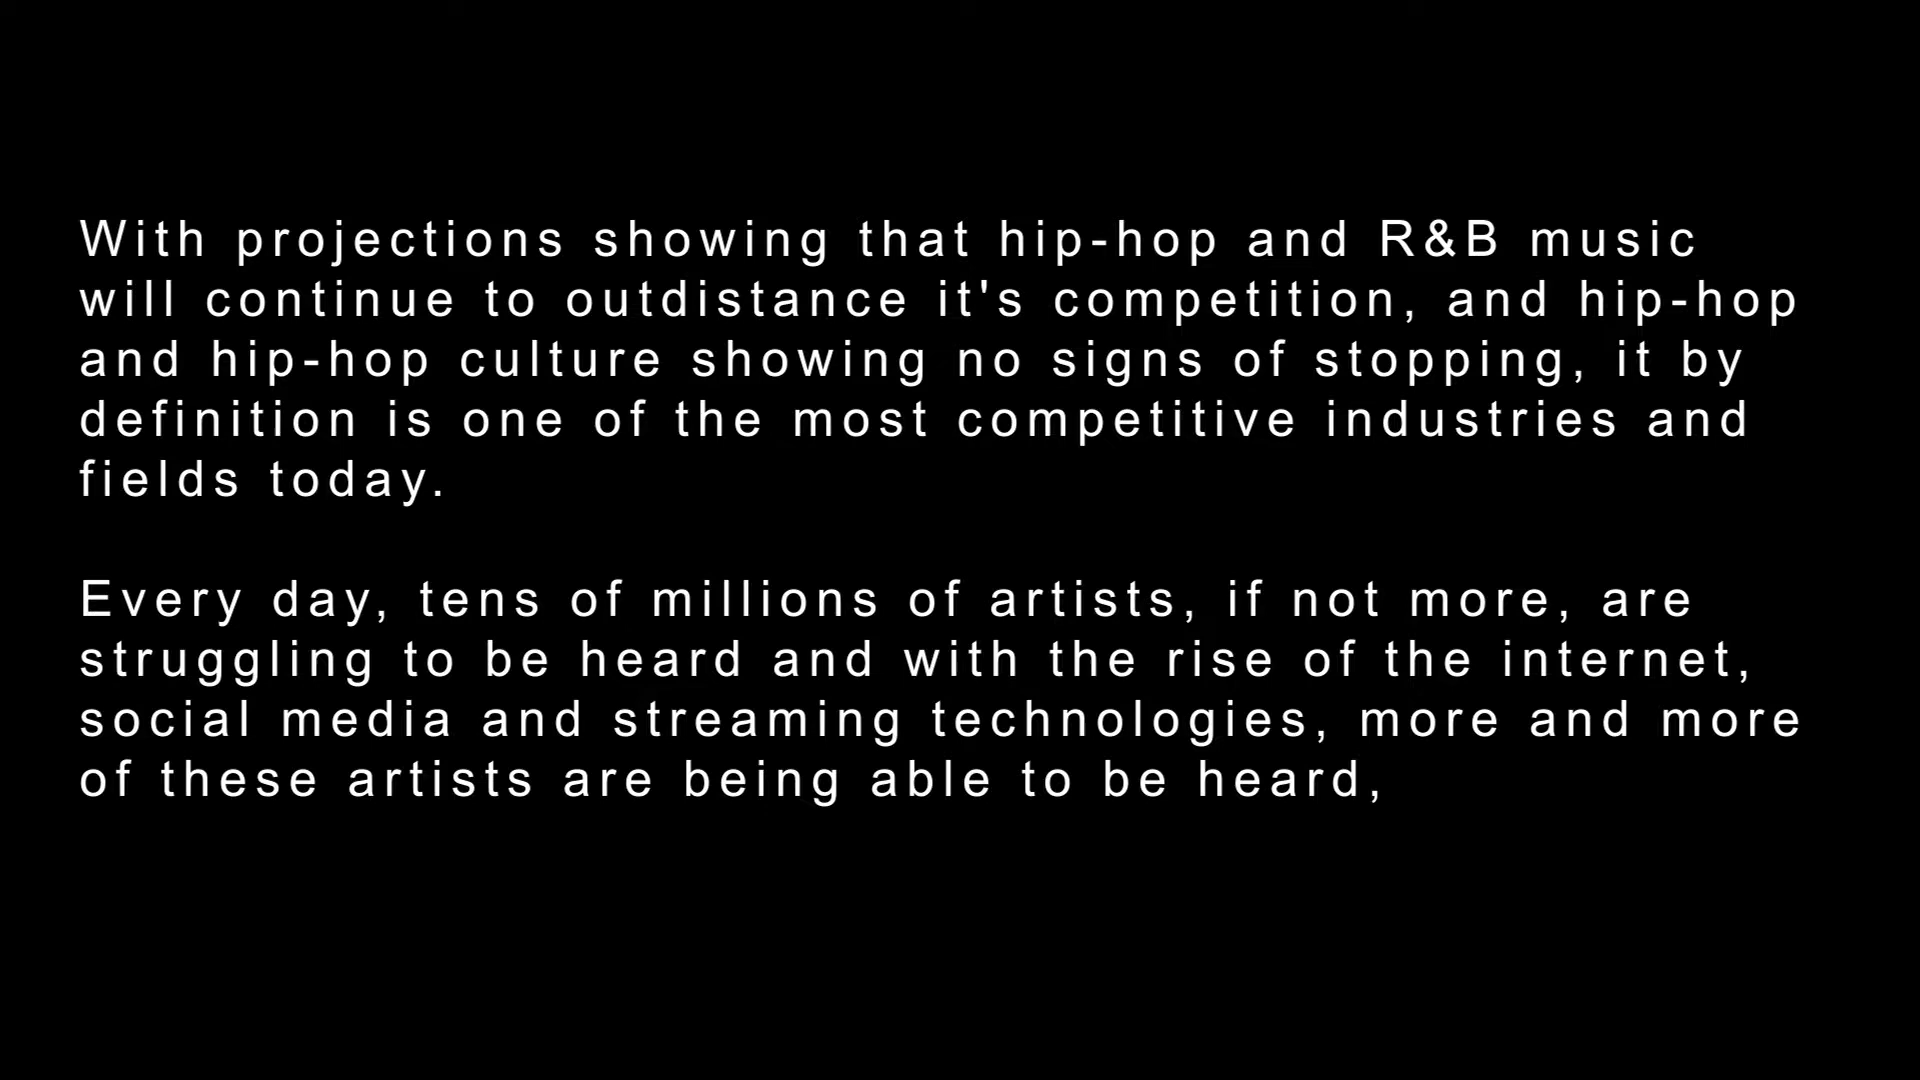 With projections showing that hip-hop and R&B music
will continue to outdistance it's competition, and hip-hop
and hip-hop culture showing no signs of stopping, it by
definition is one of the most competitive industries and
fields today.
Every day, tens of millions of artists, if not more, are
struggling to be heard and with the rise of the internet,
social media and streaming technologies, more and more
of these artists are being able to be heard,